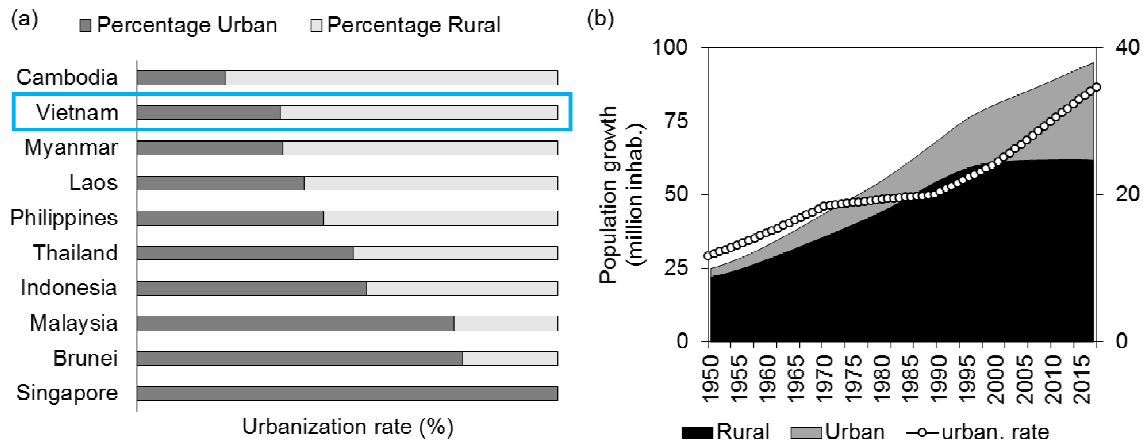 (a)
Percentage Urban
Percentage Rural
Cambodia
Vietnam
Myanmar
Laos
Philippines
Thailand
Indonesia
Malaysia
Brunei
Singapore
Urbanization rate (%)
(b)
Population growth
(million inhab.)
100
75
50
25
0
40
20
0
1950
1955
1960
1965
1970
1975
1980
1985
1990
1995
2000
2005
2010
2015
Rural
Urban
urban. rate